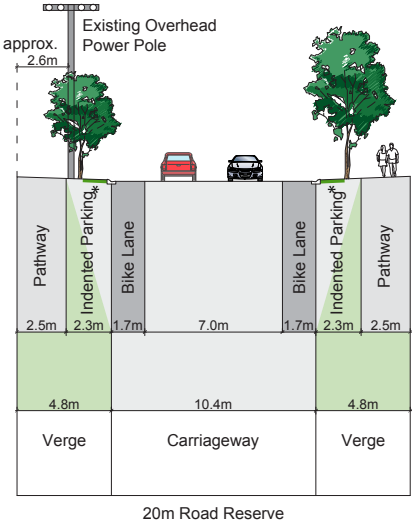 Existing Overhead
Power Pole
approx.
2.6m
*
*
Pathway
Indented Parking
Bike Lane
Bike Lane
Indented Parking
Pathway
2.5m 2.3m 1.7m 7.0m 1.7m 2.3m 2.5m
4.8m 10.4m 4.8m
Verge Carriageway Verge
20m Road Reserve